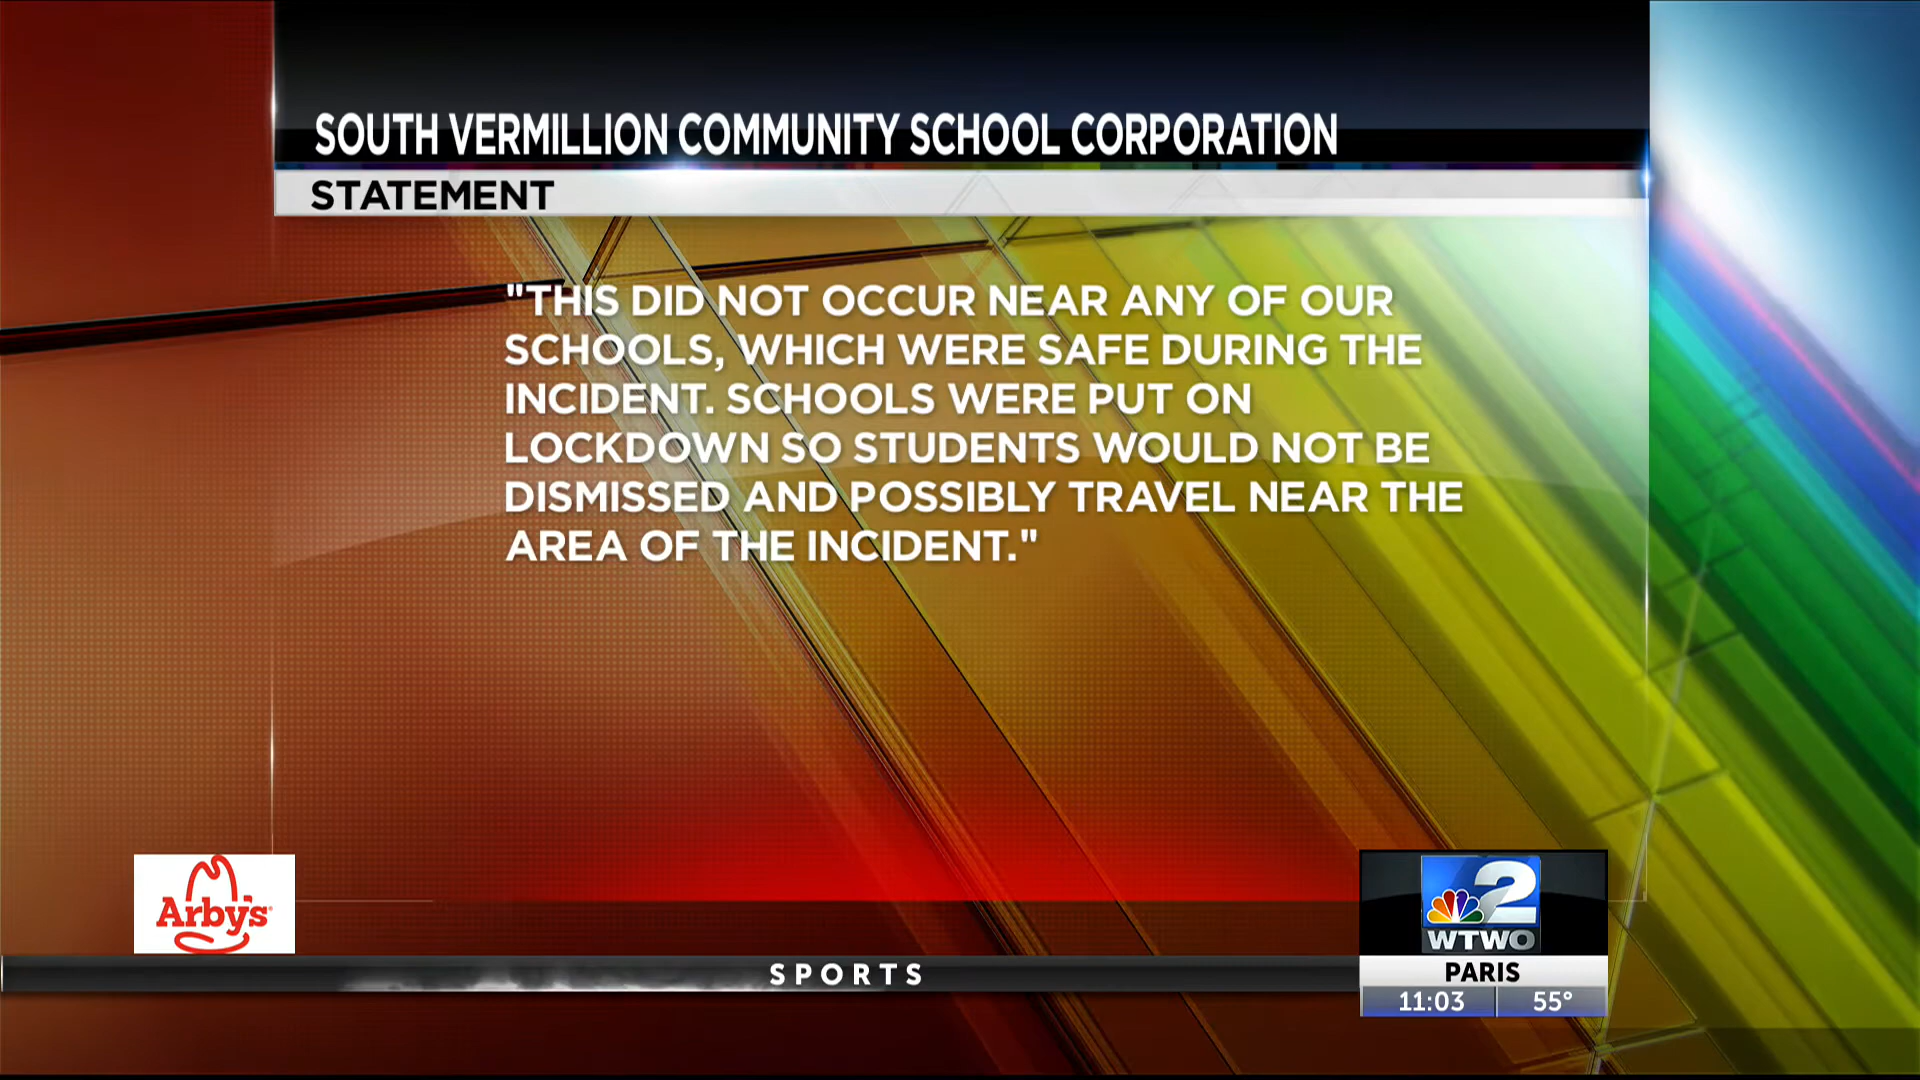 SOUTH VERMILLION COMMUNITY SCHOOL CORPORATION
STATEMENT
"THIS DID NOT OCCUR NEAR ANY OF OUR
SCHOOLS, WHICH WERE SAFE DURING THE
INCIDENT. SCHOOLS WERE PUT ON
LOCKDOWN SO STUDENTS WOULD NOT BE
DISMISSED AND POSSIBLY TRAVEL NEAR THE
AREA OF THE INCIDENT."
Arby's
SPORTS
2
WTWO
PARIS
11:03 55°